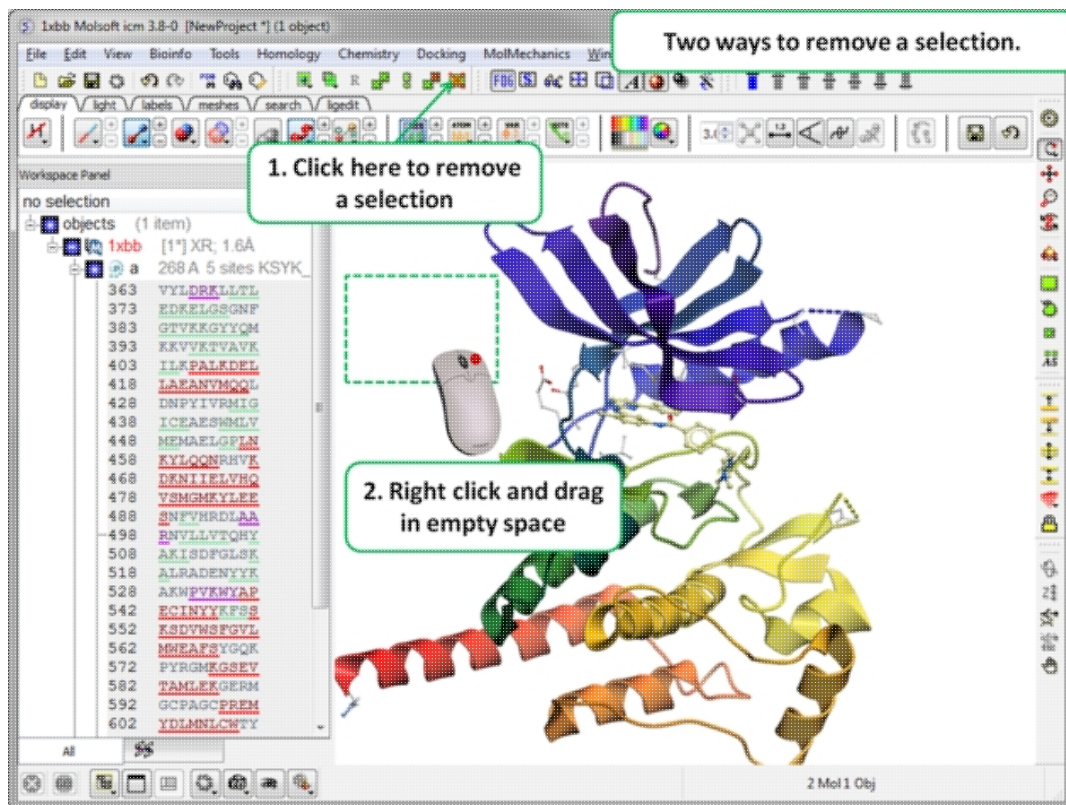 1xbb Molsoft icm 3.8-0 [NewProject *] (1 object)
Two ways to remove a selection.
File Edit View Bioinfo Tools Homology Chemistry Docking MolMechanics
display light labels meshes search ligedit
1. Click here to remove
a selection
Workspace Panel
no selection
objects (1 item)
1xbb [1*] XR; 1.6Å
a 268 A 5 sites KSYK_
363 VYLDRKLLTL
373 EDKELGSGNF
383 GTVKKGYYQM
393 KKVVKTVAVK
403 ILKPALKDEL
418 LAEANVMQQL
428 DNPYIVRMIG
438 ICEAESWMLV
448 MEMAELGPLN
458 KYLQQNRHVK
468 DKNIIELVHQ
478 VSMGMKYLEE
488 SNFVHRDLAA
498 RNVLLVTQHY
508 AKISDFGLSK
518 ALRADENYYK
528 AKWPVKWYAP
542 ECINYYKFSS
552 KSDVWSFGVL
562 MWEAFSYGQK
572 PYRGMKGSEV
582 TAMLEKGERM
592 GCPAGCPREM
602 YDLMNLCWTY
2. Right click and drag
in empty space
All
2 Mol 1 Obj